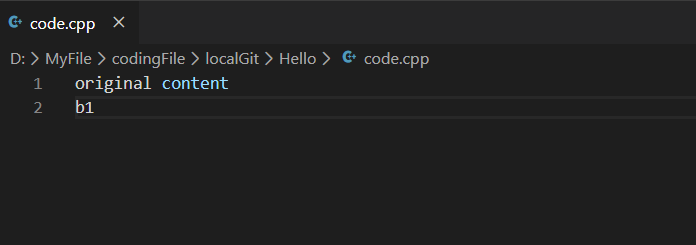 code.cpp
D: > MyFile > codingFile > localGit > Hello > code.cpp
1 original content
2 b1